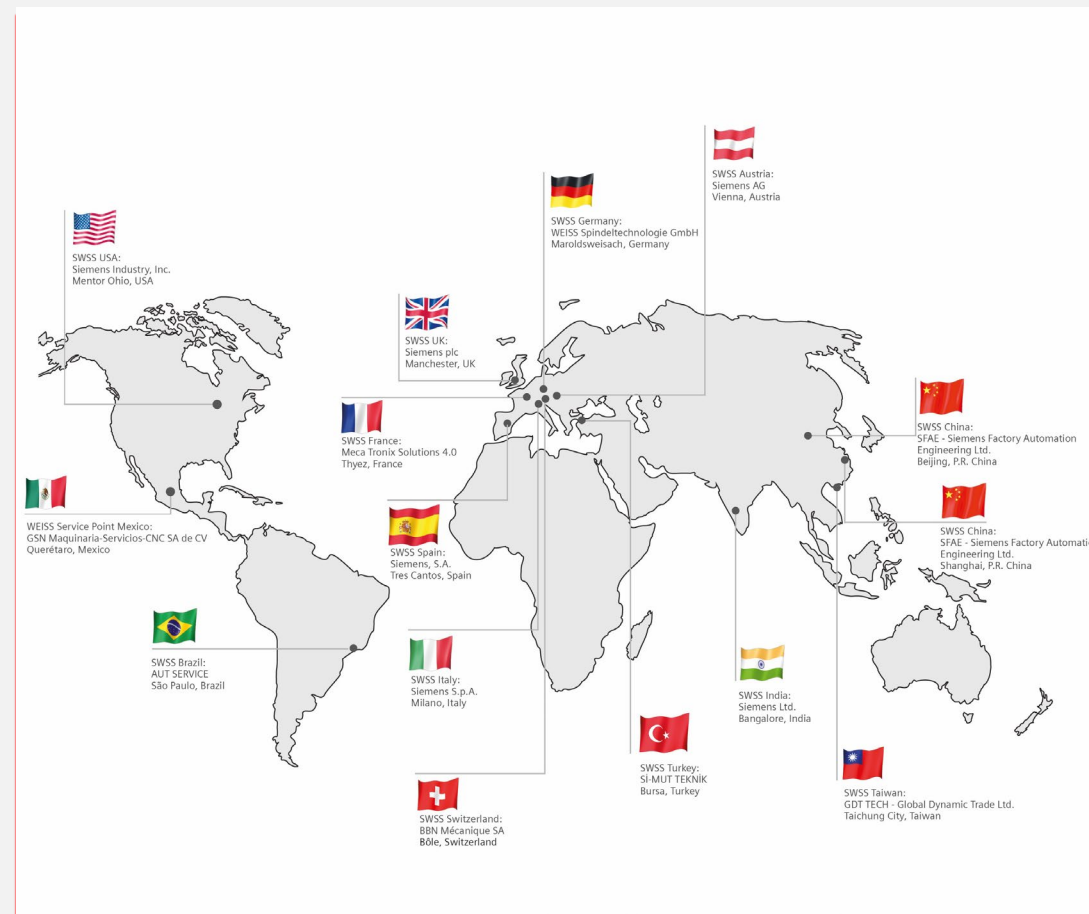 SWSS Austria:
Siemens AG
Vienna, Austria
SWSS Germany:
WEISS Spindeltechnologie GmbH
Maroldsweisach, Germany
SWSS USA:
Siemens Industry, Inc.
Mentor Ohio, USA
SWSS UK:
Siemens plc
Manchester, UK
SWSS France:
Meca Tronix Solutions 4.0
Thyez, France
SWSS China:
SFAE - Siemens Factory Automation
Engineering Ltd.
Beijing, P.R. China
WEISS Service Point Mexico:
GSN Maquinaria-Servicios-CNC SA de CV
Querétaro, Mexico
SWSS Spain:
Siemens, S.A.
Tres Cantos, Spain
SWSS China:
SFAE - Siemens Factory Automati
Engineering Ltd.
Shanghai, P.R. China
SWSS Brazil:
AUT SERVICE
São Paulo, Brazil
SWSS Italy:
Siemens S.p.A.
Milano, Italy
SWSS India:
Siemens Ltd.
Bangalore, India
SWSS Turkey:
Sİ-MUT TEKNİK
Bursa, Turkey
SWSS Taiwan:
GDT TECH - Global Dynamic Trade Ltd.
Taichung City, Taiwan
SWSS Switzerland:
BBN Mécanique SA
Bôle, Switzerland